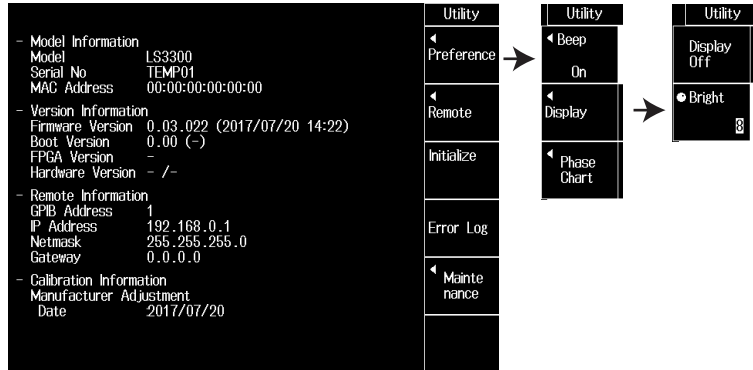 - Model Information
Model LS3300
Serial No TEMP01
MAC Address 00:00:00:00:00:00
- Version Information
Firmware Version 0.03.022 (2017/07/20 14:22)
Boot Version 0.00 (-)
FPGA Version -
Hardware Version - /-
- Remote Information
GPIB Address 1
IP Address 192.168.0.1
Netmask 255.255.255.0
Gateway 0.0.0.0
- Calibration Information
Manufacturer Adjustment
Date 2017/07/20
Utility
Preference
Remote
Initialize
Error Log
Mainte
nance
Utility
Beep
On
Display
Phase
Chart
Utility
Display
Off
Bright
8